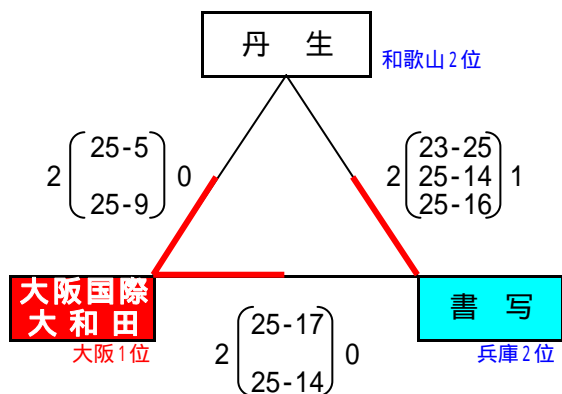 丹 生
和歌山2位
2 25-5 0
25-9
23-25
2 25-14 1
25-16
大阪国際
大和田
大阪1位
書 写
兵庫2位
25-17
2 0
25-14